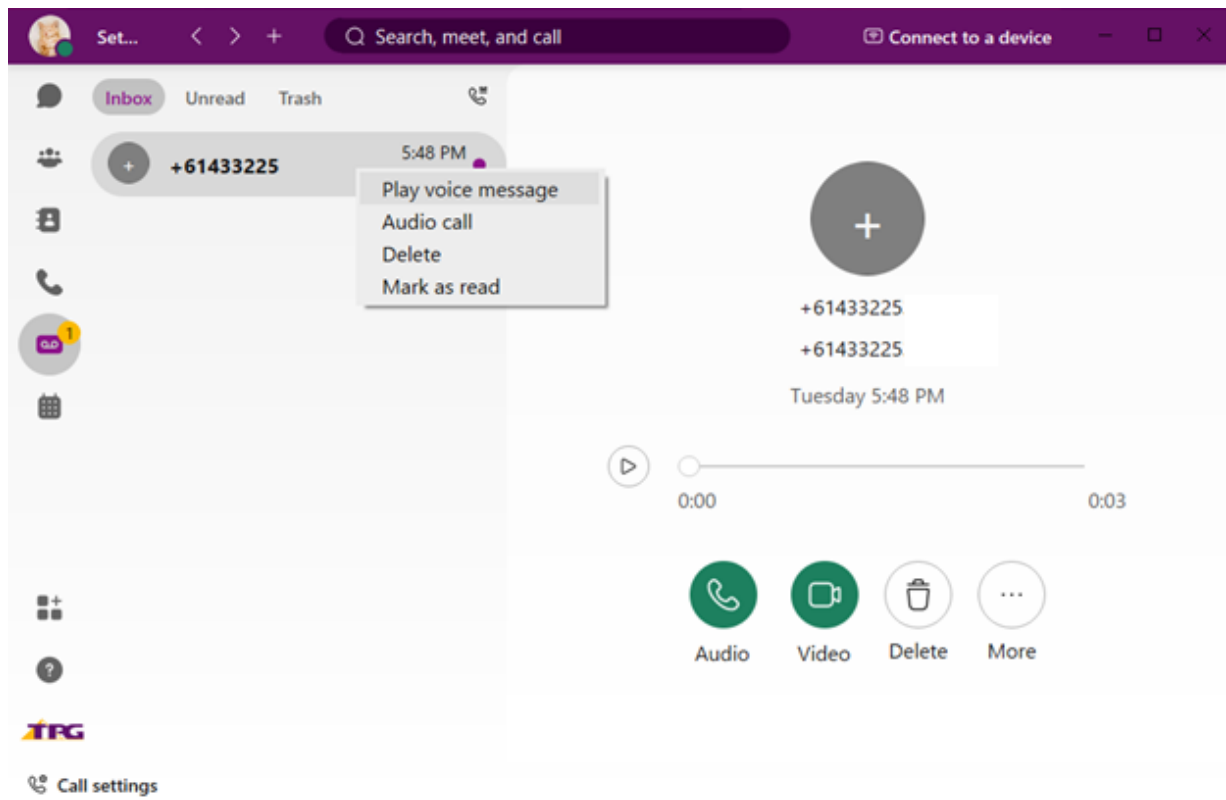 Set...
Search, meet, and call
Connect to a device
Inbox Unread Trash
+61433225
5:48 PM
Play voice message
Audio call
Delete
Mark as read
1
+61433225
+61433225
Tuesday 5:48 PM
0:00 0:03
Audio Video Delete More
TPG
Call settings